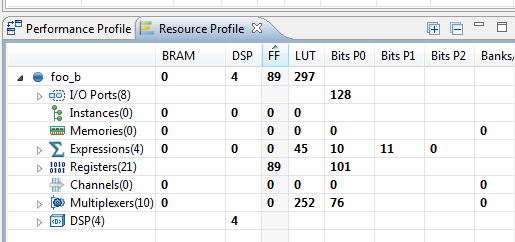 Performance Profile Resource Profile
BRAM DSP FF LUT Bits P0 Bits P1 Bits P2 Banks/
foo_b 0 4 89 297
I/O Ports(8) 128
Instances(0) 0 0 0 0
Memories(0) 0 0 0 0 0
Expressions(4) 0 0 0 45 10 11 0
Registers(21) 89 101
Channels(0) 0 0 0 0 0
Multiplexers(10) 0 0 252 76 0
DSP(4) 4